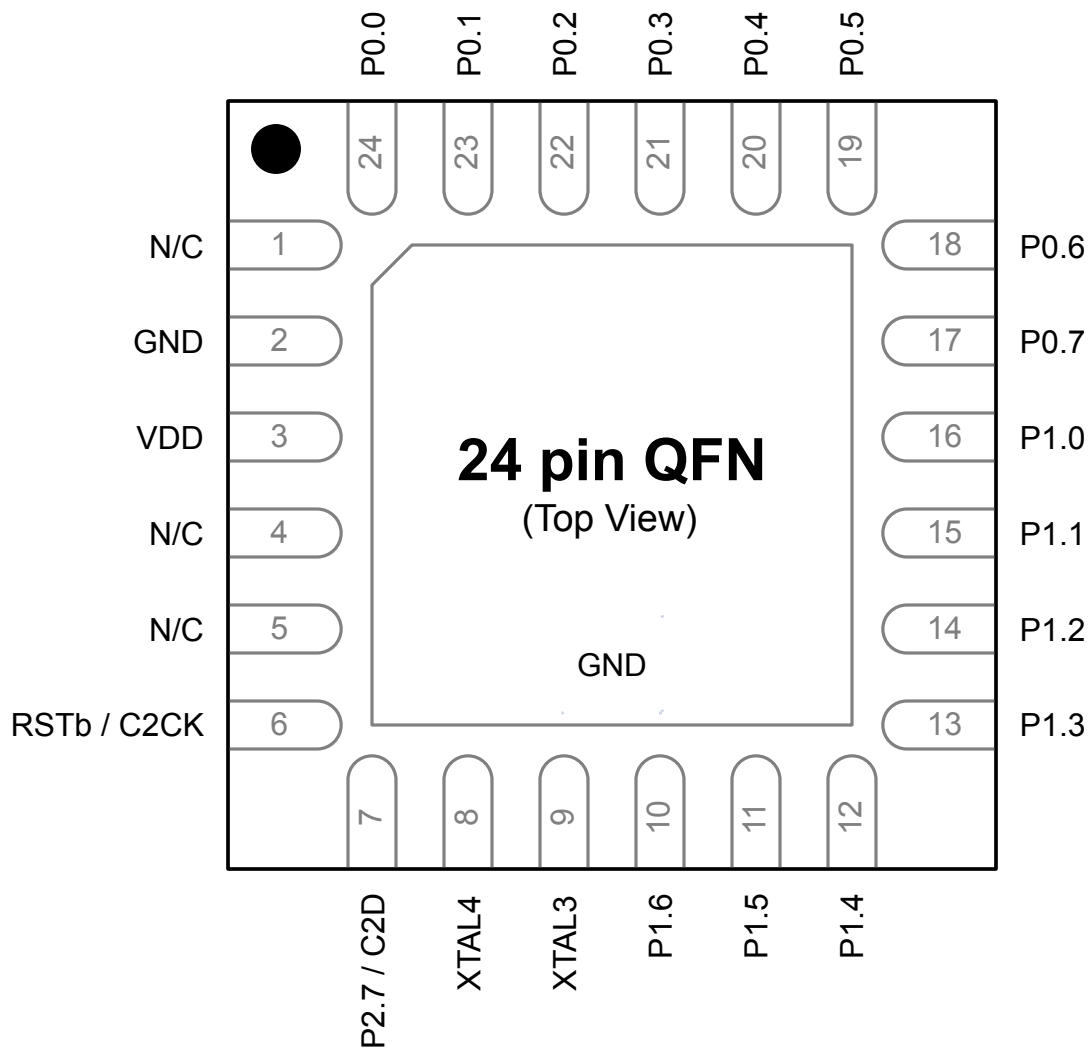 P0.0
P0.1
P0.2
P0.3
P0.4
P0.5
24
23
22
21
20
19
N/C 1
18 P0.6
GND 2
17 P0.7
VDD 3
16 P1.0
24 pin QFN
(Top View)
N/C 4
15 P1.1
N/C 5
14 P1.2
GND
RSTb / C2CK 6
13 P1.3
7
8
9
10
11
12
P2.7 / C2D
XTAL4
XTAL3
P1.6
P1.5
P1.4